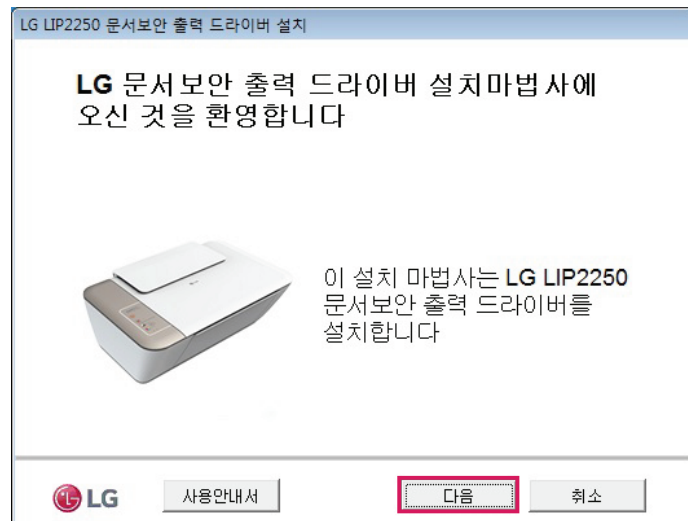 LG LIP2250 문서보안 출력 드라이버 설치
LG 문서보안 출력 드라이버 설치마법사에
오신 것을 환영합니다
이 설치 마법사는 LG LIP2250
문서보안 출력 드라이버를
설치합니다
LG 사용안내서 다음 취소